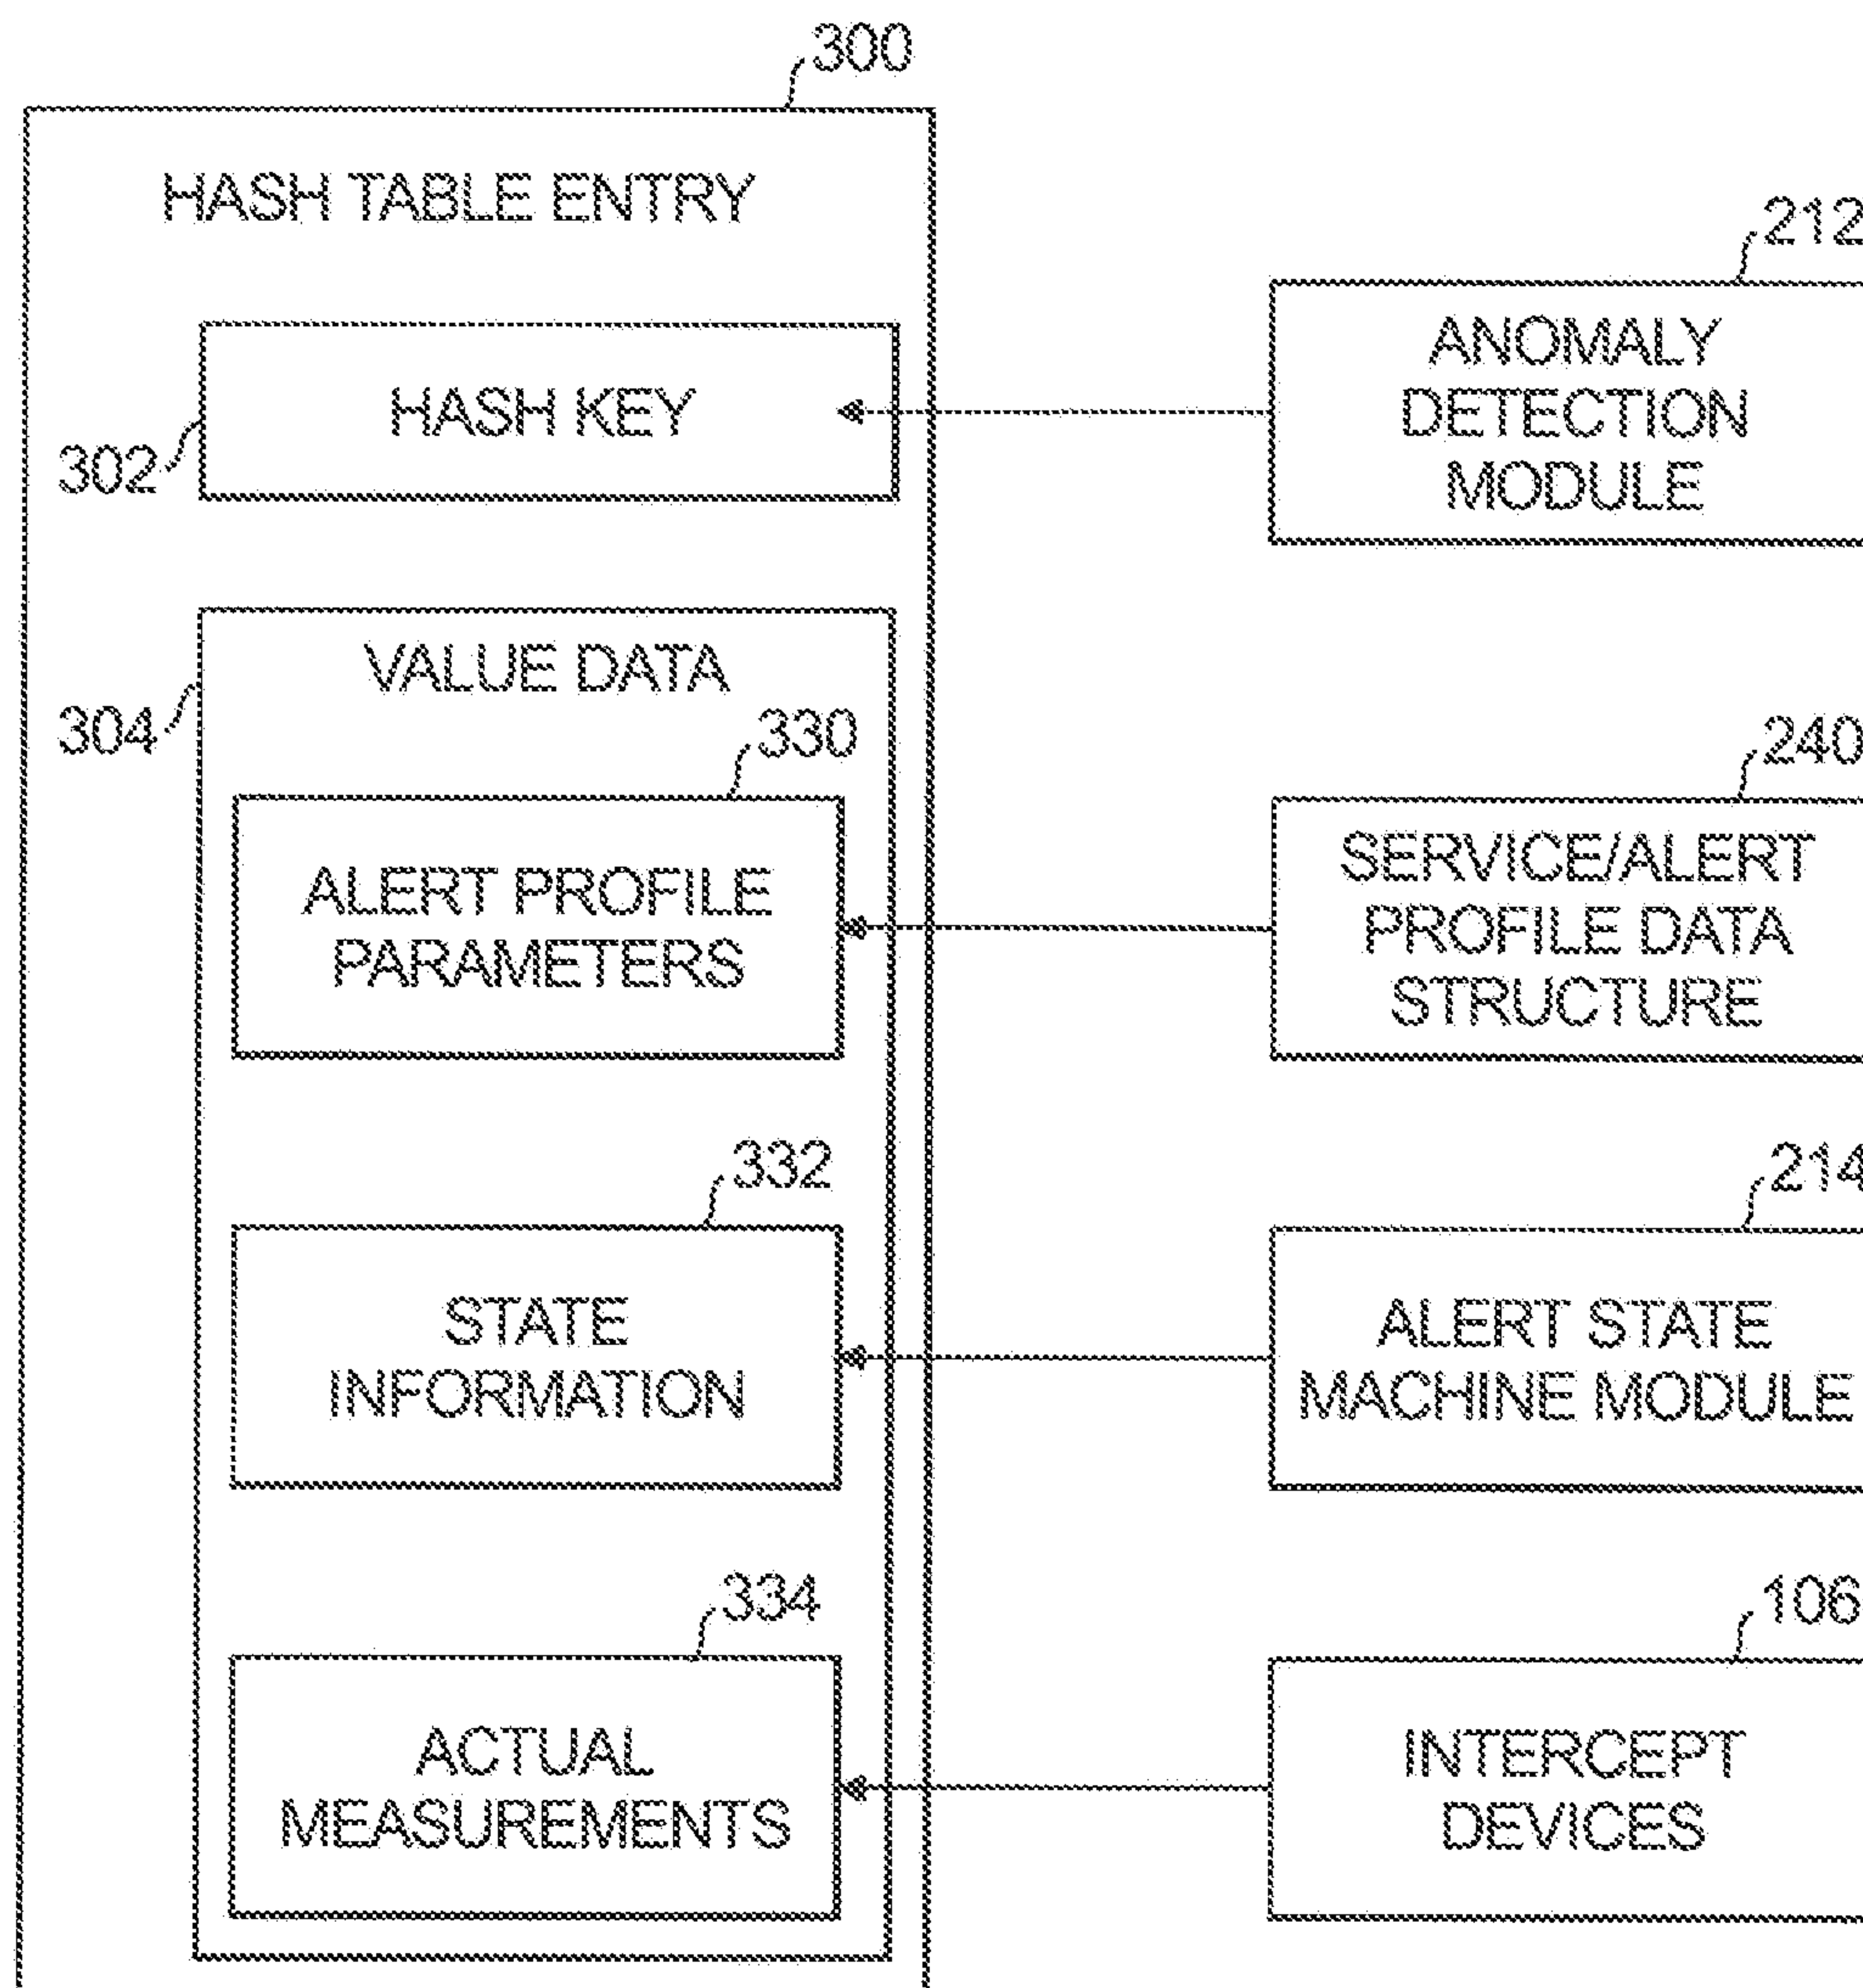 300
HASH TABLE ENTRY
212
HASH KEY
302
ANOMALY
DETECTION
MODULE
VALUE DATA
304
330
240
ALERT PROFILE
PARAMETERS
SERVICE/ALERT
PROFILE DATA
STRUCTURE
332
214
STATE
INFORMATION
ALERT STATE
MACHINE MODULE
334
106
ACTUAL
MEASUREMENTS
INTERCEPT
DEVICES